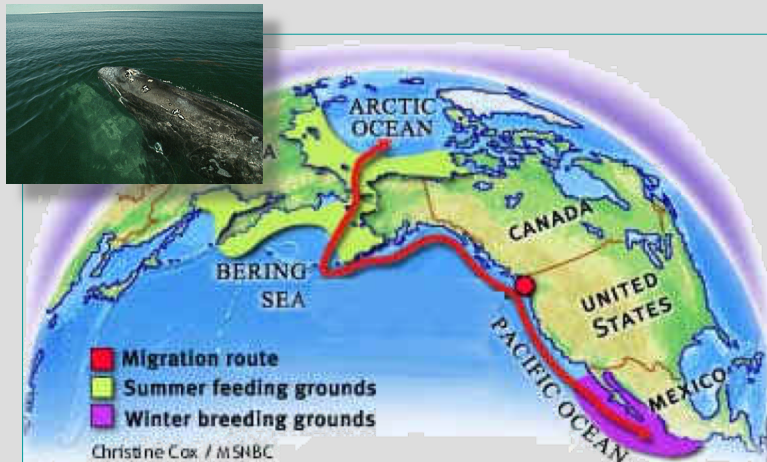 ARCTIC
OCEAN
A
CANADA
BERING
SEA
UNITED
STATES
PACIFIC OCEAN
MEXICO
Migration route
Summer feeding grounds
Winter breeding grounds
Christine Cox / MSNBC